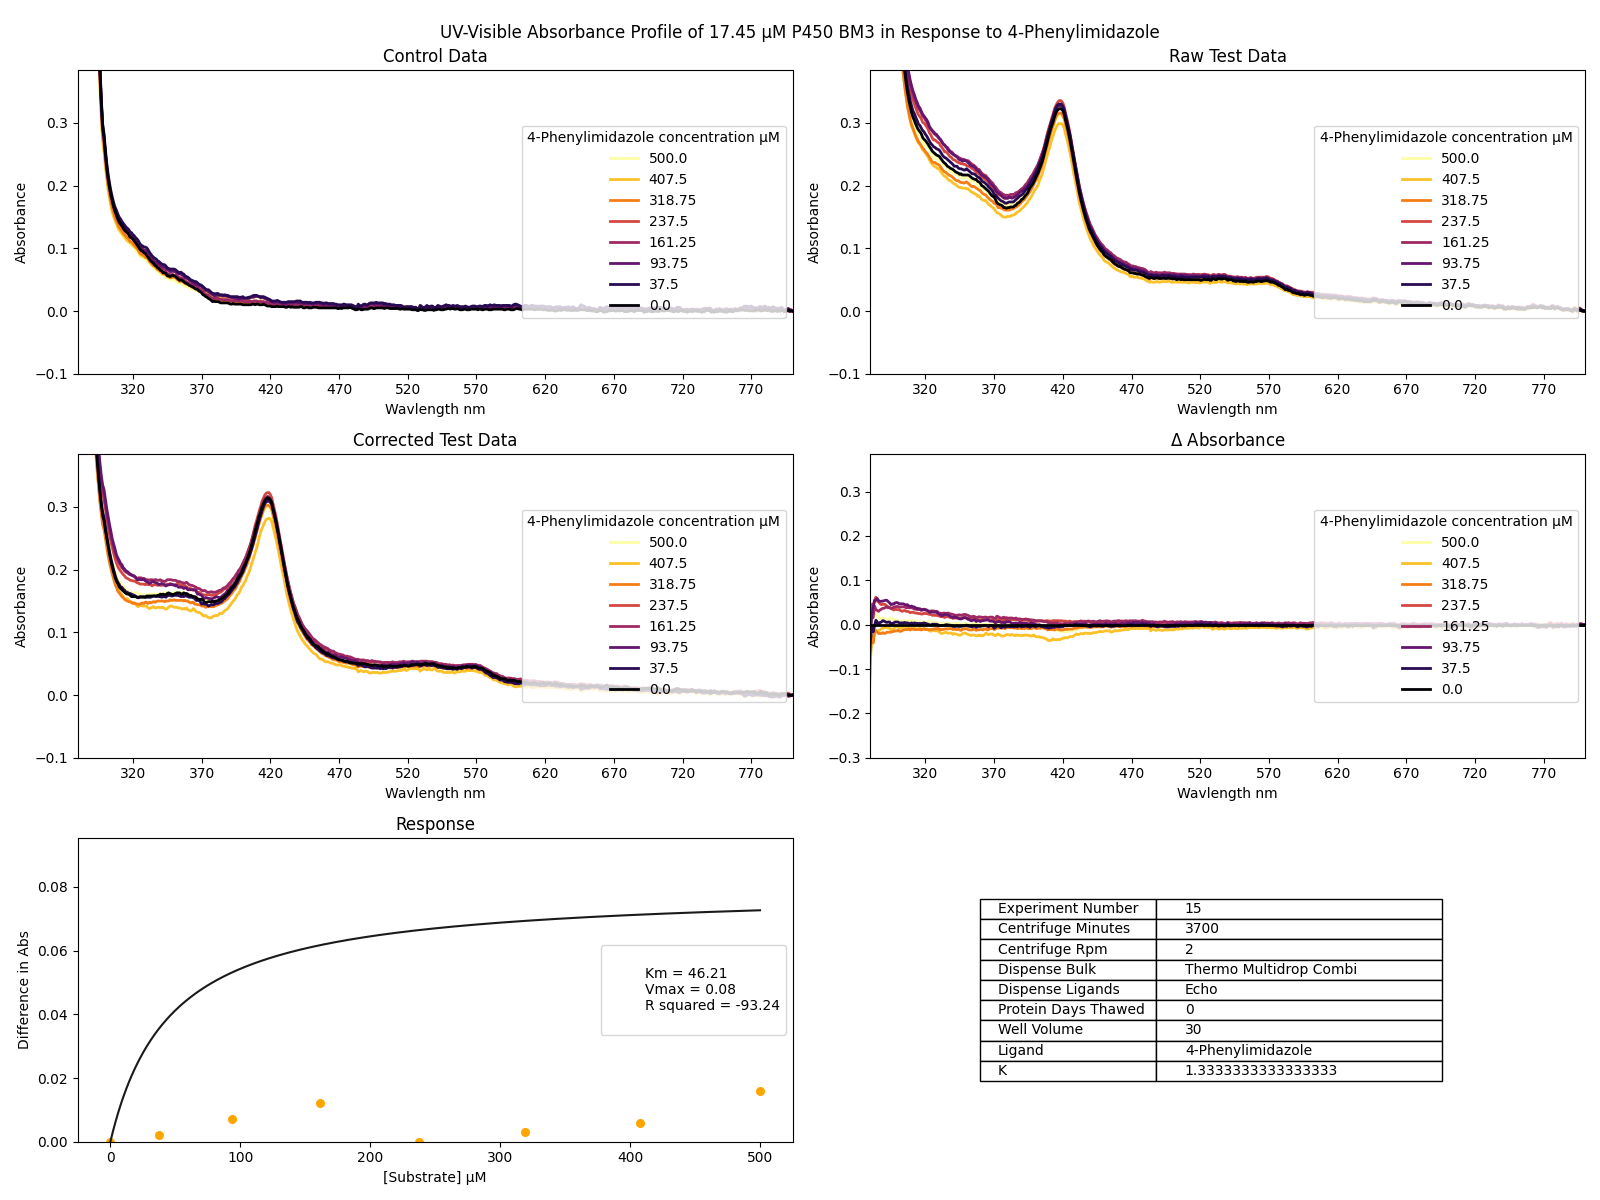 UV-Visible Absorbance Profile of 17.45 µM P450 BM3 in Response to 4-Phenylimidazole
Control Data
Absorbance
0.3
0.2
0.1
0.0
−0.1
320 370 420 470 520 570 620 670 720 770
Wavlength nm
4-Phenylimidazole concentration µM
500.0
407.5
318.75
237.5
161.25
93.75
37.5
0.0
Raw Test Data
Absorbance
0.3
0.2
0.1
0.0
−0.1
320 370 420 470 520 570 620 670 720 770
Wavlength nm
4-Phenylimidazole concentration µM
500.0
407.5
318.75
237.5
161.25
93.75
37.5
0.0
Corrected Test Data
Absorbance
0.3
0.2
0.1
0.0
−0.1
320 370 420 470 520 570 620 670 720 770
Wavlength nm
4-Phenylimidazole concentration µM
500.0
407.5
318.75
237.5
161.25
93.75
37.5
0.0
Δ Absorbance
Absorbance
0.3
0.2
0.1
0.0
−0.1
−0.2
−0.3
320 370 420 470 520 570 620 670 720 770
Wavlength nm
4-Phenylimidazole concentration µM
500.0
407.5
318.75
237.5
161.25
93.75
37.5
0.0
Response
Difference in Abs
0.08
0.06
0.04
0.02
0.00
0 100 200 300 400 500
[Substrate] µM
Km = 46.21
Vmax = 0.08
R squared = -93.24
Experiment Number 15
Centrifuge Minutes 3700
Centrifuge Rpm 2
Dispense Bulk Thermo Multidrop Combi
Dispense Ligands Echo
Protein Days Thawed 0
Well Volume 30
Ligand 4-Phenylimidazole
K 1.3333333333333333